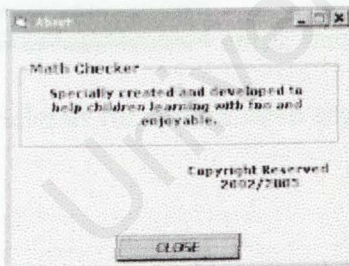 About
Math Checker
Specially created and developed to
help children learning with fun and
enjoyable.
Copyright Reserved
2002/2003
CLOSE